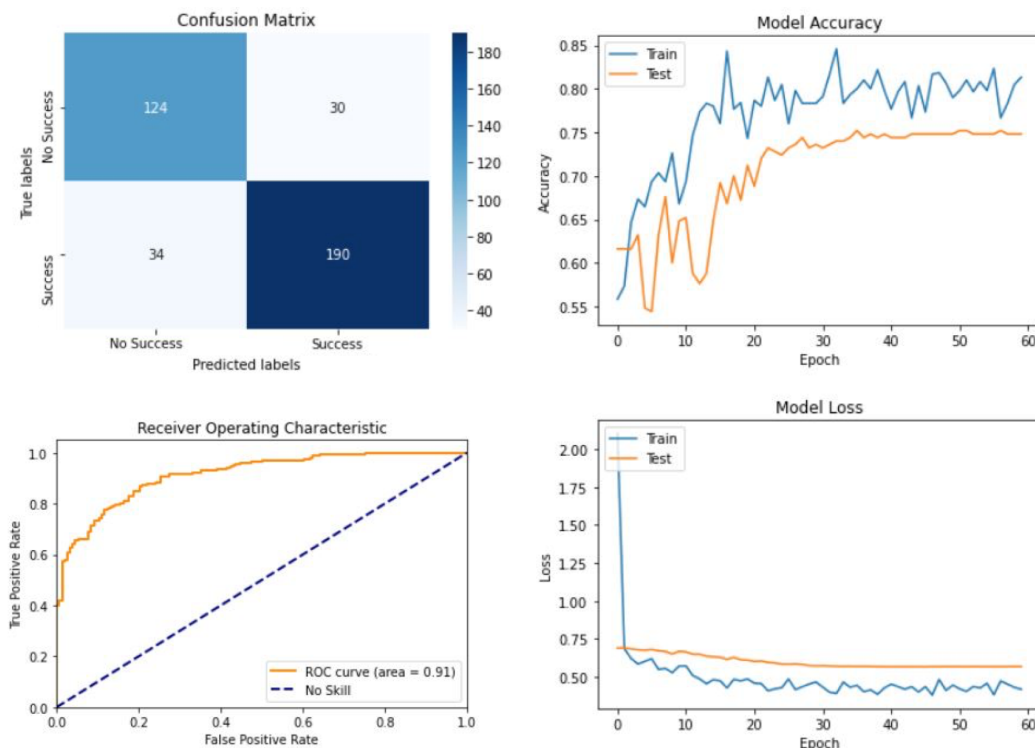 Confusion Matrix
True labels
No Success
Success
124
30
34
190
No Success
Success
Predicted labels
180
160
140
120
100
80
60
40
Model Accuracy
Train
Test
Accuracy
0.85
0.80
0.75
0.70
0.65
0.60
0.55
0
10
20
30
40
50
60
Epoch
Receiver Operating Characteristic
True Positive Rate
1.0
0.8
0.6
0.4
0.2
0.0
ROC curve (area = 0.91)
No Skill
0.0
0.2
0.4
0.6
0.8
1.0
False Positive Rate
Model Loss
Train
Test
Loss
2.00
1.75
1.50
1.25
1.00
0.75
0.50
0
10
20
30
40
50
60
Epoch